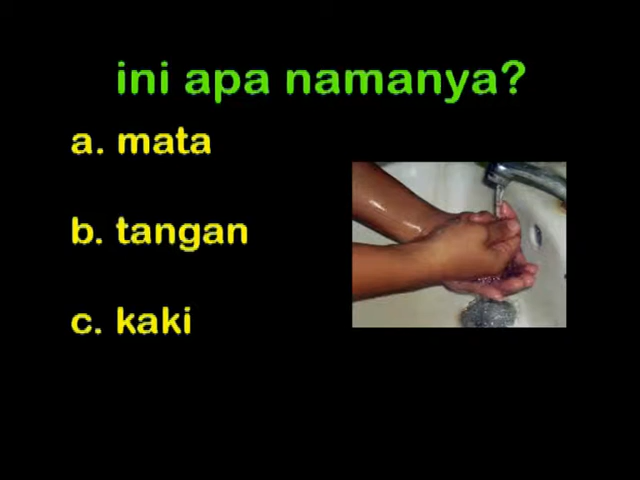 ini apa namanya?
a. mata
b. tangan
c. kaki